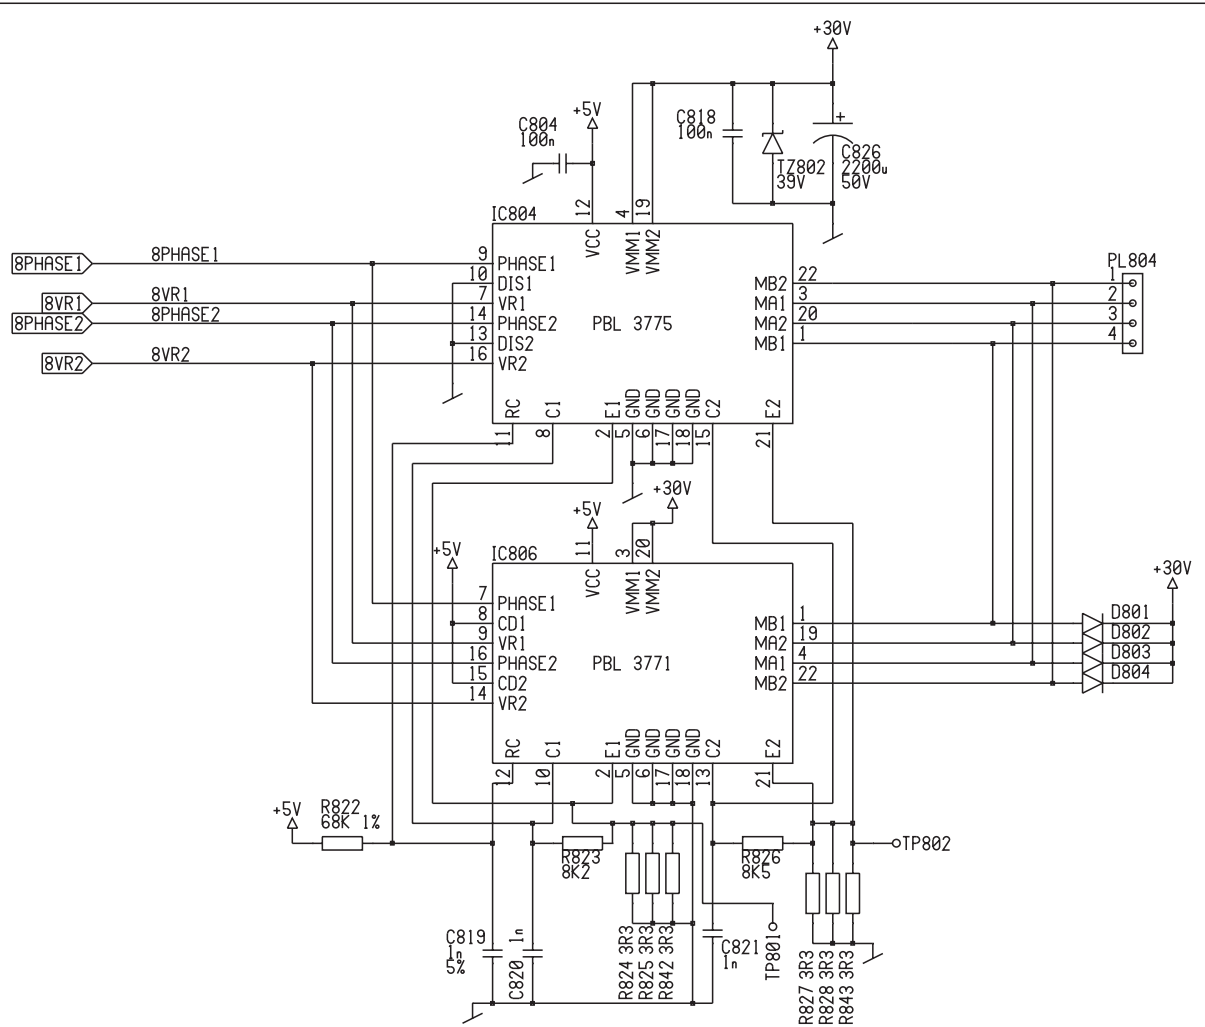 +30V
+5V
C804
100n
C818
100n
+
C826
2200u
50V
TZ802
39V
IC804
12
4
19
VCC
VMM1
VMM2
8PHASE1
8PHASE1
9
PHASE1
10
DIS1
8VR1
8VR1
7
VR1
8PHASE2
8PHASE2
14
PHASE2
13
DIS2
8VR2
8VR2
16
VR2
PBL 3775
MB2
22
MA1
3
MA2
20
MB1
1
PL804
1
2
3
4
RC
C1
E1
GND
GND
GND
GND
C2
E2
11
8
2
5
6
17
18
15
21
+30V
+5V
+5V
IC806
11
3
20
VCC
VMM1
VMM2
7
PHASE1
8
CD1
9
VR1
16
PHASE2
15
CD2
14
VR2
PBL 3771
MB1
1
MA2
19
MA1
4
MB2
22
+30V
D801
D802
D803
D804
RC
C1
E1
GND
GND
GND
GND
C2
E2
12
10
2
5
6
17
18
13
21
+5V
R822
68K 1%
R823
8K2
R826
8K5
TP802
C819
1n
5%
C820 1n
R824 3R3
R825 3R3
R842 3R3
C821
1n
TP801
R827 3R3
R828 3R3
R843 3R3